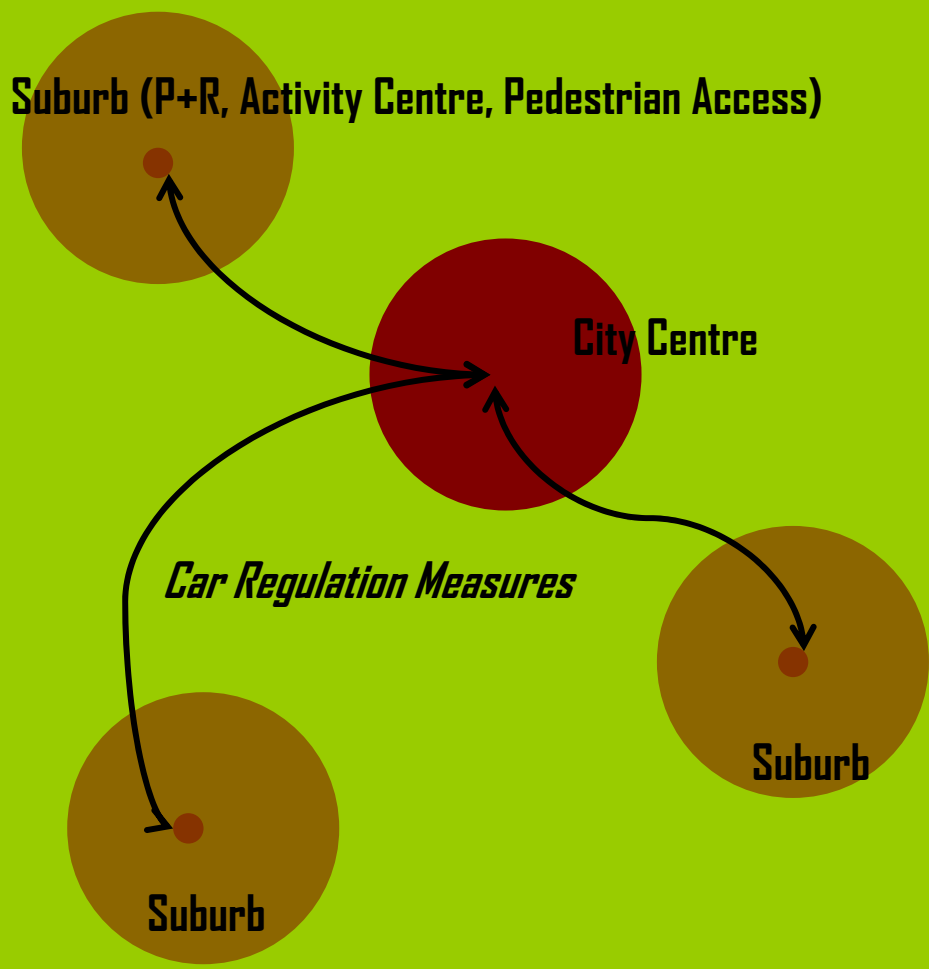 Suburb (P+R, Activity Centre, Pedestrian Access)
City Centre
Car Regulation Measures
Suburb
Suburb